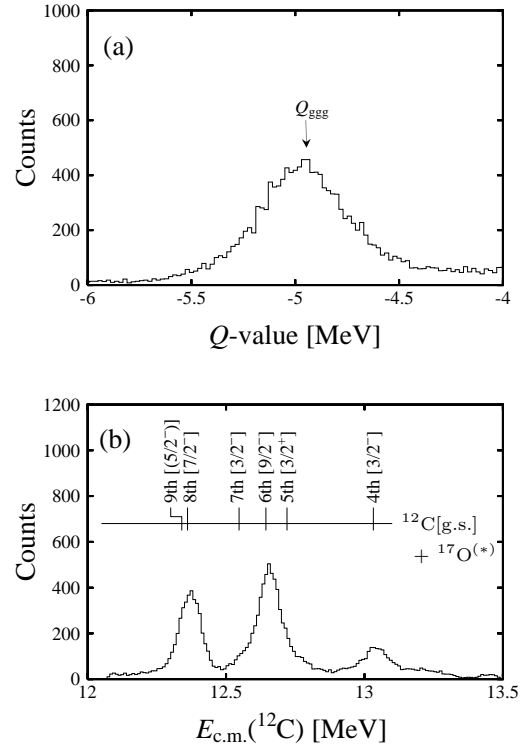 1000
800
600
400
200
0
(a)
Qggg
Counts
-6 -5.5 -5 -4.5 -4
Q-value [MeV]
1200
1000
800
600
400
200
0
(b)
9th [(5/2⁻)]
8th [7/2⁻]
7th [3/2⁻]
6th [9/2⁻]
5th [3/2⁺]
4th [3/2⁻]
¹²C[g.s.]
+ ¹⁷O⁽*⁾
Counts
12 12.5 13 13.5
Ec.m.(¹²C) [MeV]